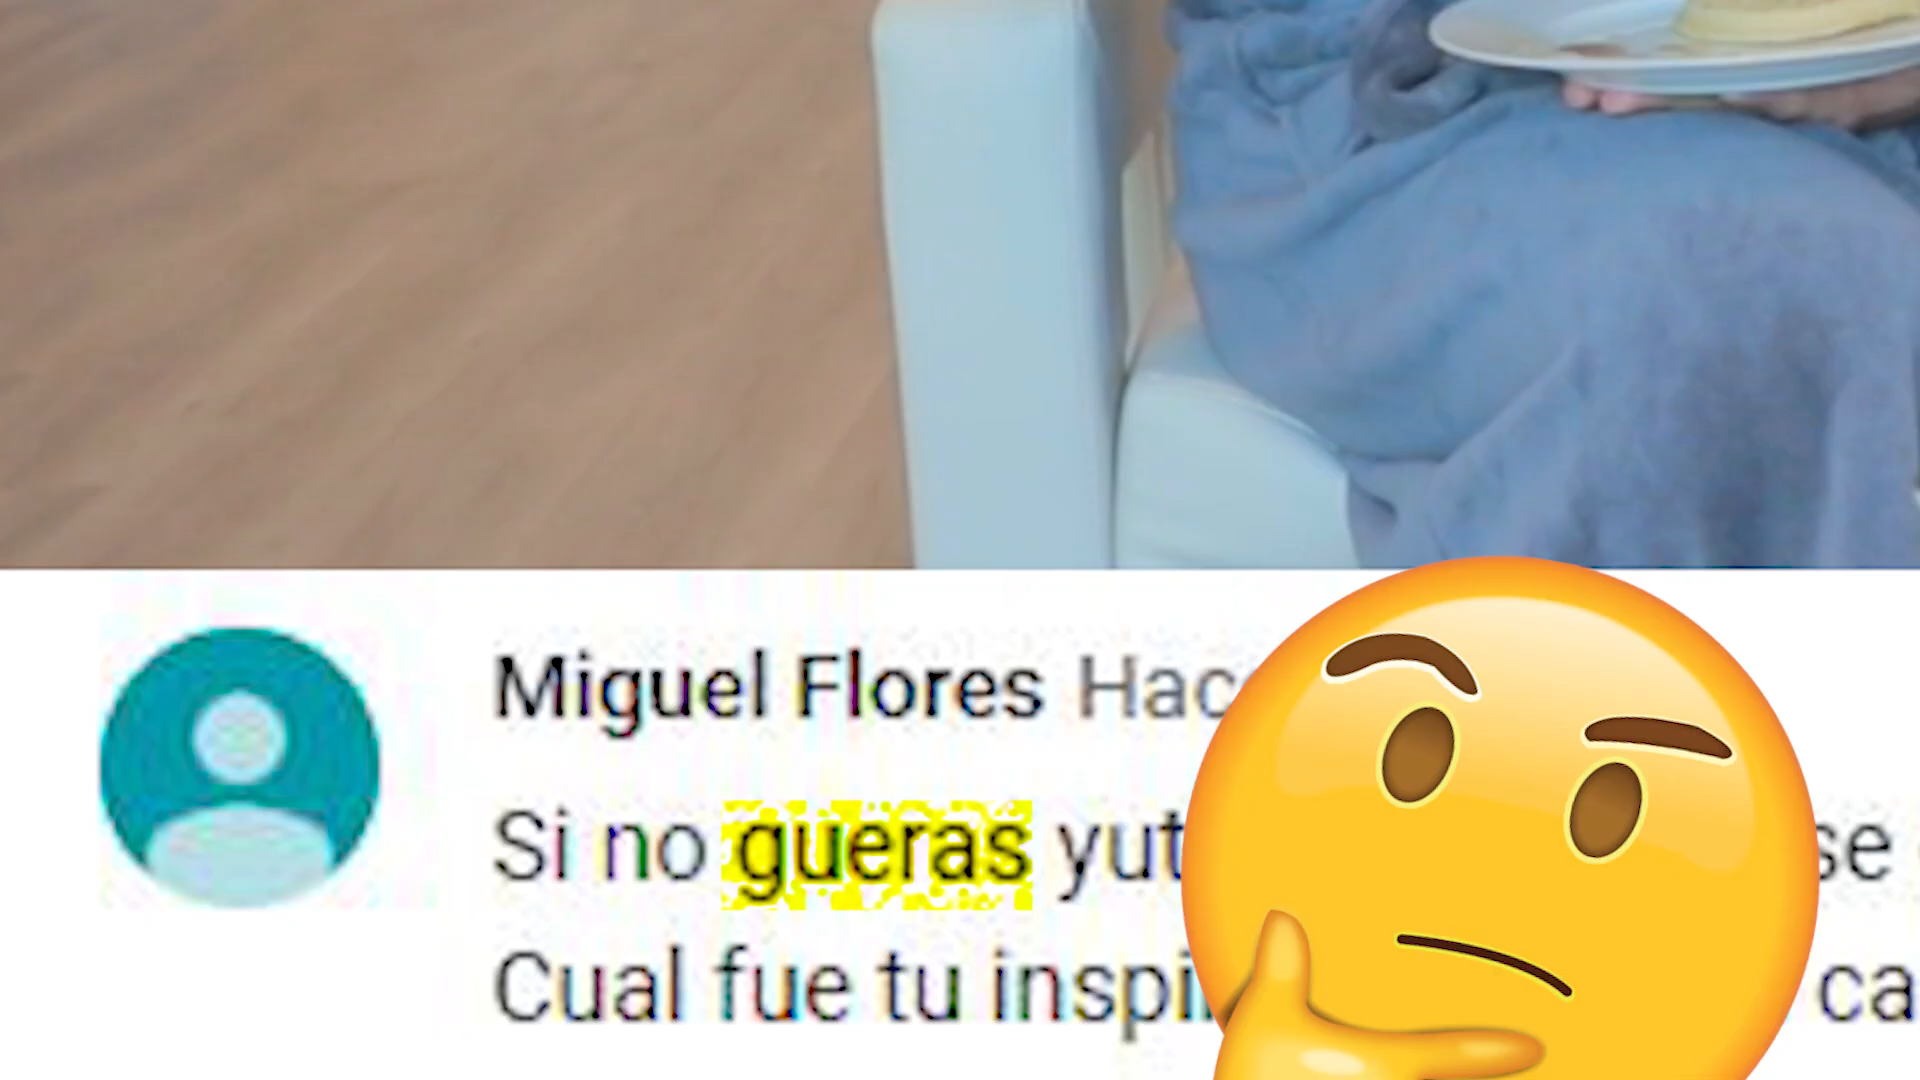 Miguel Flores Hac
Si no gueras yut se
Cual fue tu inspi ca